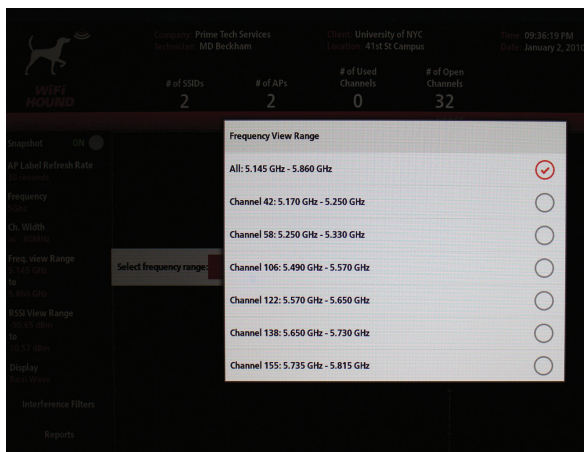 Company: Prime Tech Services
Technician: MD Beckham
Client: University of NYC
Location: 41st St Campus
Time: 09:36:19 PM
Date: January 2, 2010
WiFi
HOUND
# of SSIDs
2
# of APs
2
# of Used
Channels
0
# of Open
Channels
32
Snapshot ON
AP Label Refresh Rate
Frequency
Ch. Width
Freq. view Range
5.145 GHz
to
5.860 GHz
RSSI View Range
to
Display
Interference Filters
Reports
Select frequency range:
Frequency View Range
All: 5.145 GHz - 5.860 GHz
Channel 42: 5.170 GHz - 5.250 GHz
Channel 58: 5.250 GHz - 5.330 GHz
Channel 106: 5.490 GHz - 5.570 GHz
Channel 122: 5.570 GHz - 5.650 GHz
Channel 138: 5.650 GHz - 5.730 GHz
Channel 155: 5.735 GHz - 5.815 GHz